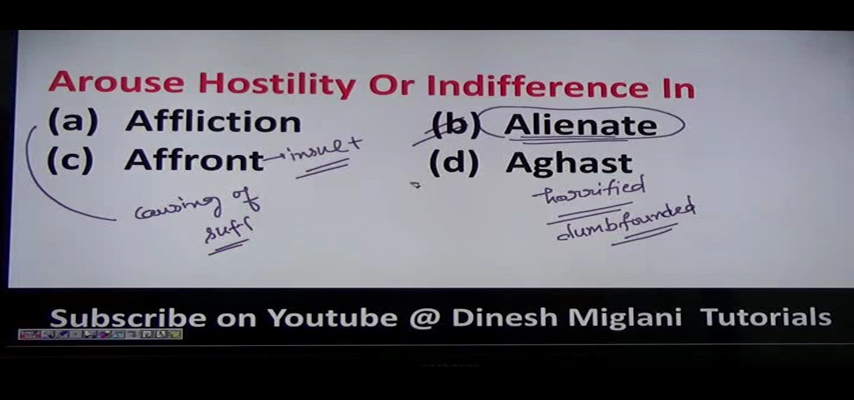 Arouse Hostility Or Indifference In
(a) Affliction (b) Alienate
(c) Affront → insult (d) Aghast
causing of
suff
horrified
dumbfounded
Subscribe on Youtube @ Dinesh Miglani Tutorials